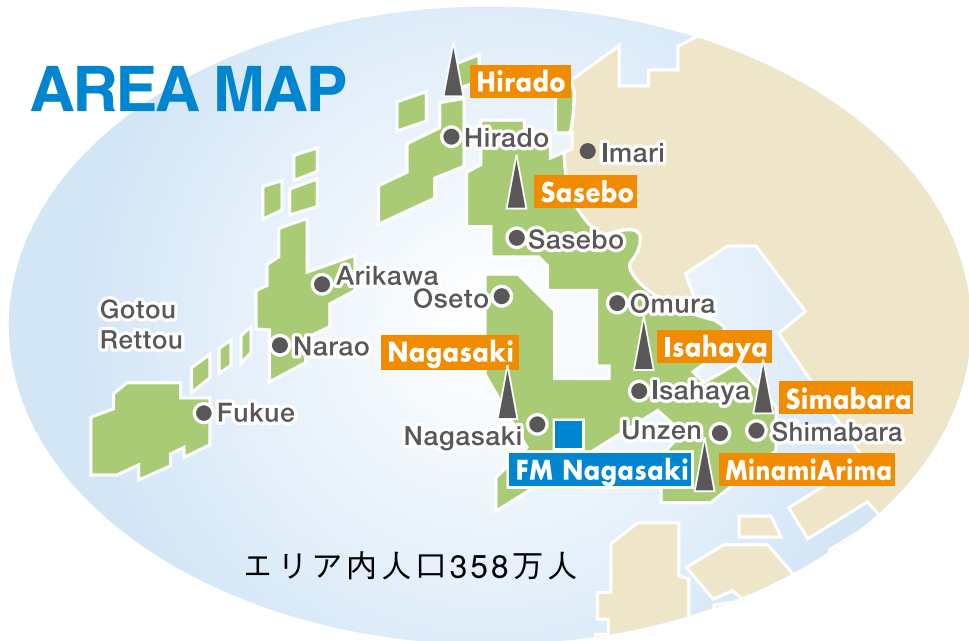 AREA MAP
Hirado
Hirado
Imari
Sasebo
Sasebo
Arikawa
Oseto
Omura
Gotou
Rettou
Narao
Nagasaki
Isahaya
Isahaya
Simabara
Fukue
Nagasaki
Unzen
Shimabara
FM Nagasaki
MinamiArima
エリア内人口358万人